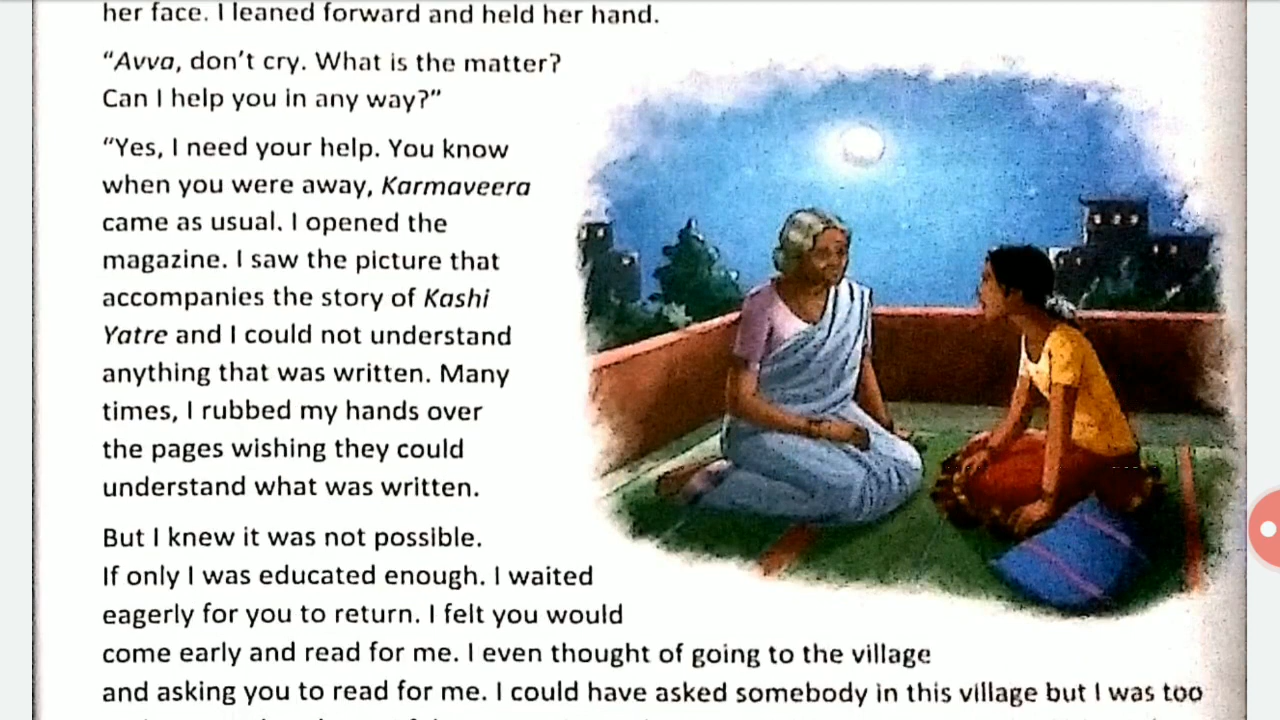 her face. I leaned forward and held her hand.
“Avva, don’t cry. What is the matter?
Can I help you in any way?”
“Yes, I need your help. You know
when you were away, Karmaveera
came as usual. I opened the
magazine. I saw the picture that
accompanies the story of Kashi
Yatre and I could not understand
anything that was written. Many
times, I rubbed my hands over
the pages wishing they could
understand what was written.
But I knew it was not possible.
If only I was educated enough. I waited
eagerly for you to return. I felt you would
come early and read for me. I even thought of going to the village
and asking you to read for me. I could have asked somebody in this village but I was too